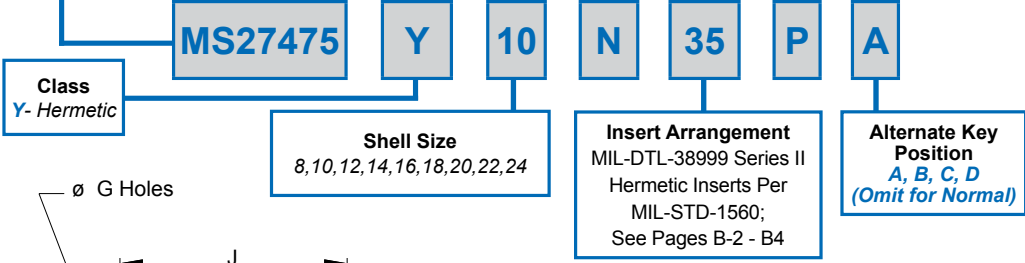 MS27475 Y 10 N 35 P A
Class
Y- Hermetic
Shell Size
8,10,12,14,16,18,20,22,24
Insert Arrangement
MIL-DTL-38999 Series II
Hermetic Inserts Per
MIL-STD-1560;
See Pages B-2 - B4
Alternate Key
Position
A, B, C, D
(Omit for Normal)
ø G Holes